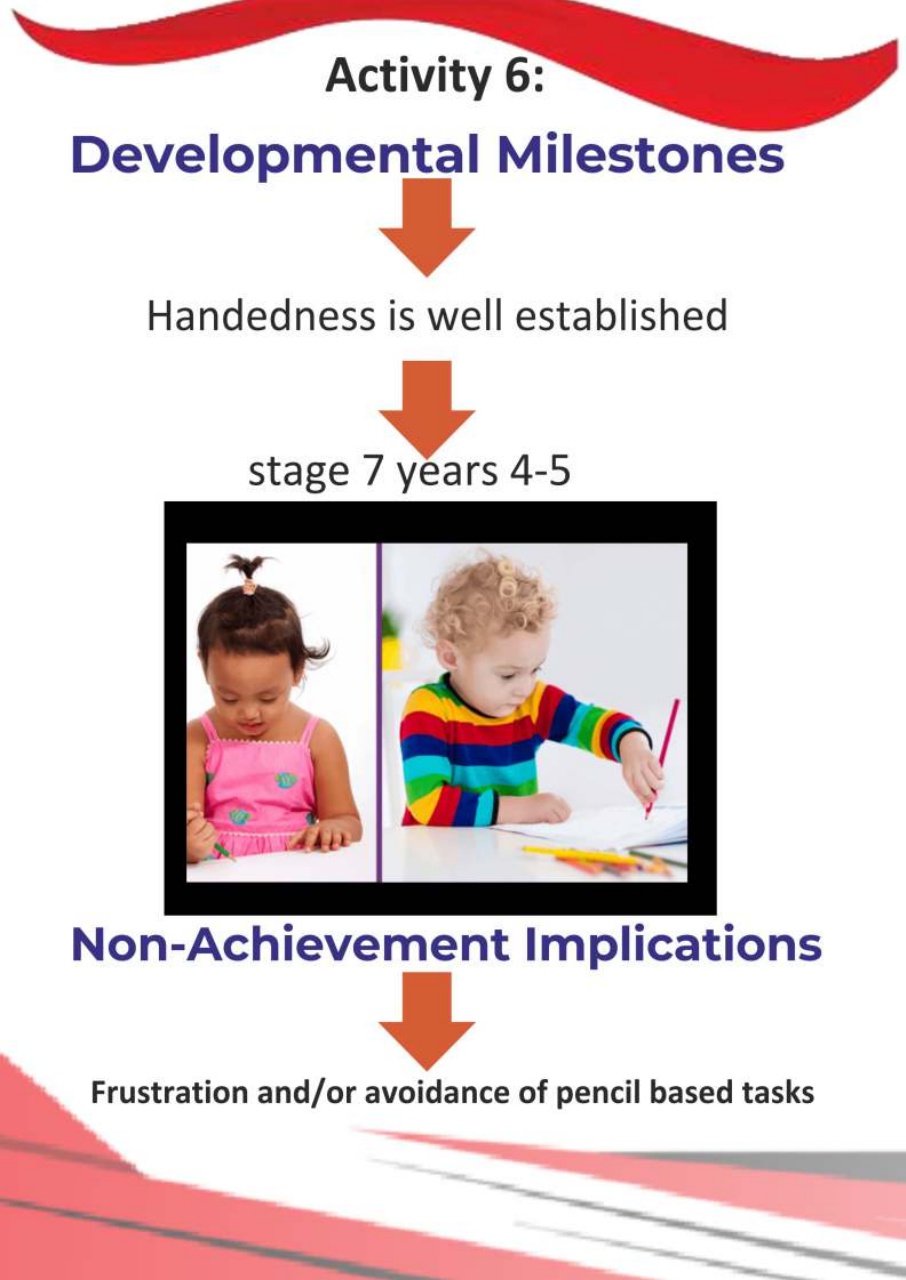 Activity 6:
Developmental Milestones
Handedness is well established
stage 7 years 4-5
Non-Achievement Implications
Frustration and/or avoidance of pencil based tasks